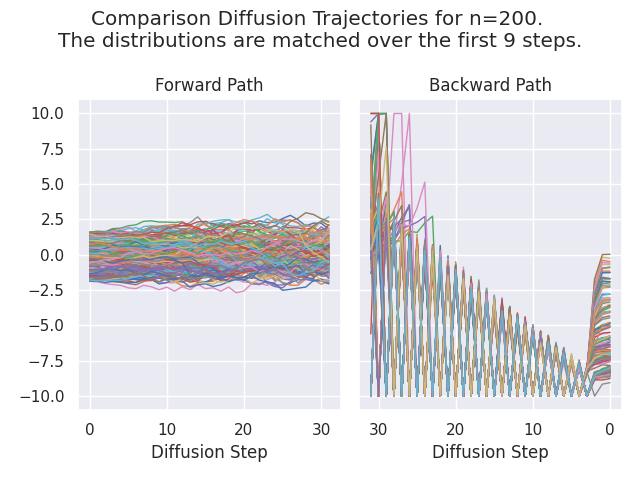 Comparison Diffusion Trajectories for n=200.
The distributions are matched over the first 9 steps.
Forward Path
Backward Path
10.0
7.5
5.0
2.5
0.0
−2.5
−5.0
−7.5
−10.0
0 10 20 30
30 20 10 0
Diffusion Step
Diffusion Step